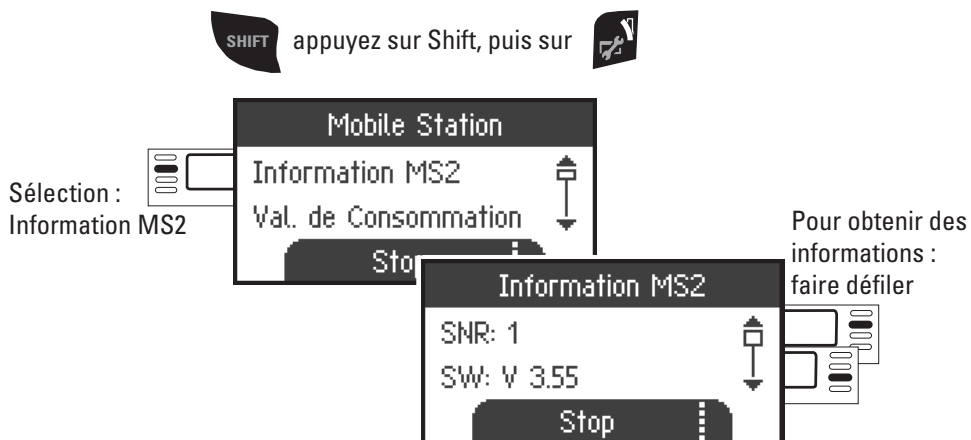 SHIFT appuyez sur Shift, puis sur
Mobile Station
Information MS2
Val. de Consommation
Sélection :
Information MS2
Pour obtenir des
informations :
faire défiler
Information MS2
SNR: 1
SW: V 3.55
Stop